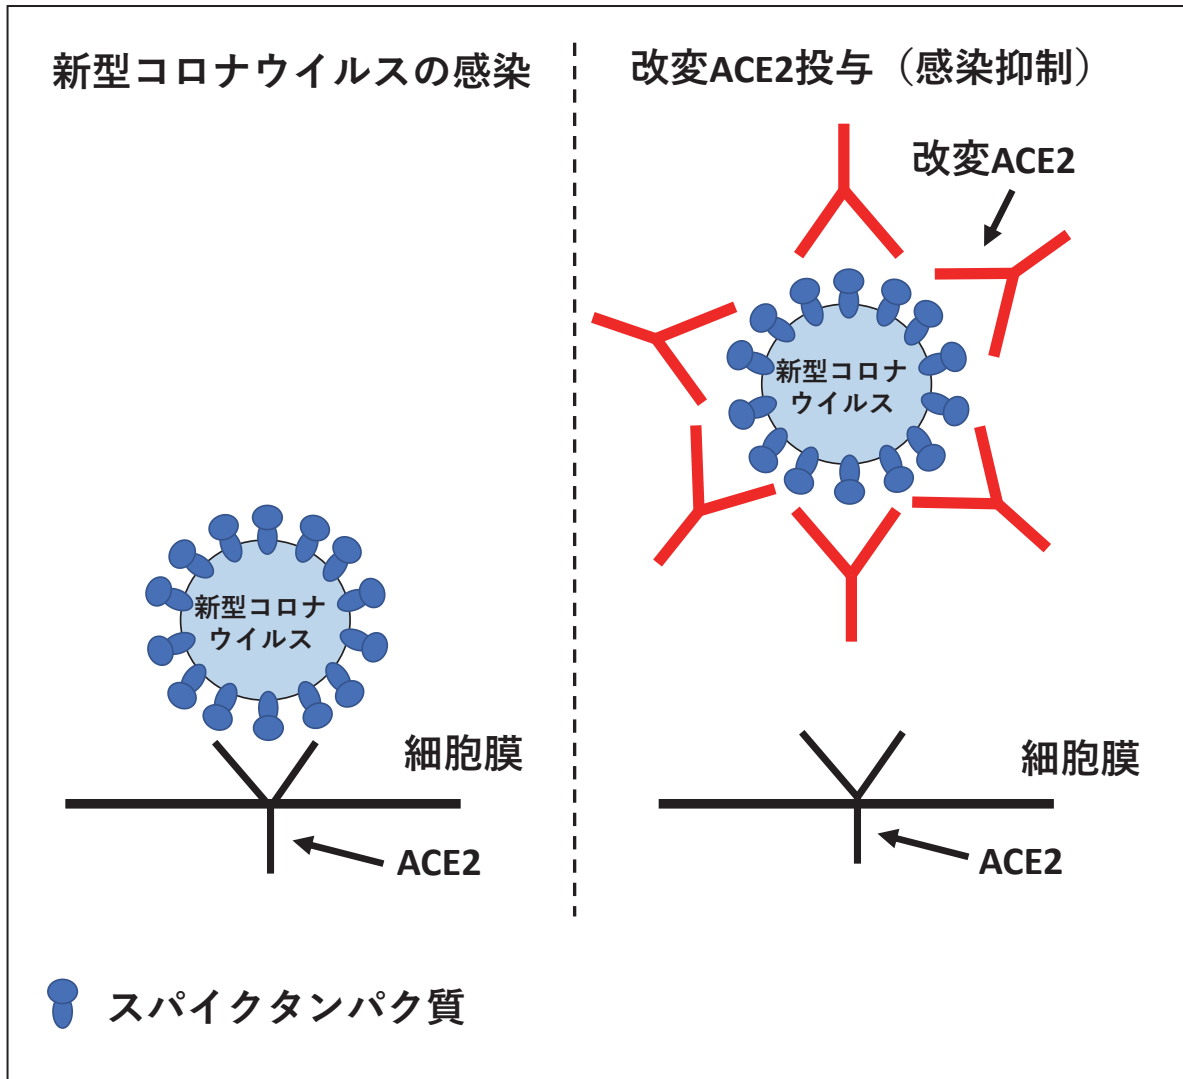 新型コロナウイルスの感染
新型コロナ
ウイルス
細胞膜
ACE2
改変ACE2投与（感染抑制）
改変ACE2
新型コロナ
ウイルス
細胞膜
ACE2
スパイクタンパク質